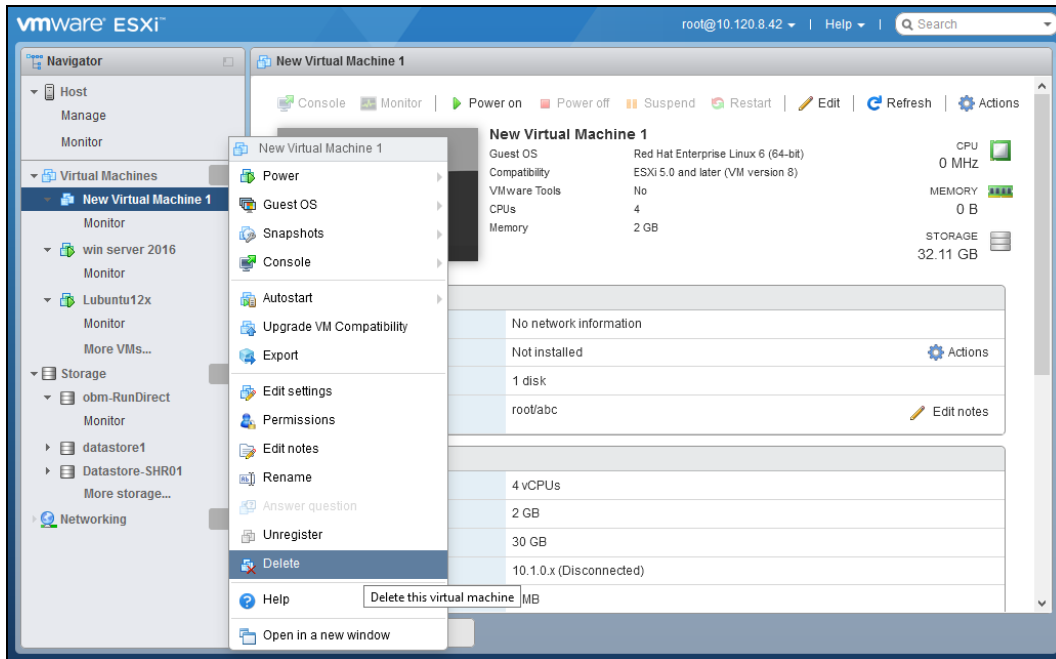 vmware ESXi™
root@10.120.8.42 | Help | Search
Navigator
Host
Manage
Monitor
Virtual Machines
New Virtual Machine 1
Monitor
win server 2016
Monitor
Lubuntu12x
Monitor
More VMs...
Storage
obm-RunDirect
Monitor
datastore1
Datastore-SHR01
More storage...
Networking
New Virtual Machine 1
Power
Guest OS
Snapshots
Console
Autostart
Upgrade VM Compatibility
Export
Edit settings
Permissions
Edit notes
Rename
Answer question
Unregister
Delete
Delete this virtual machine
Help
Open in a new window
New Virtual Machine 1
Console Monitor | Power on Power off Suspend Restart | Edit | Refresh | Actions
New Virtual Machine 1
Guest OS Red Hat Enterprise Linux 6 (64-bit)
Compatibility ESXi 5.0 and later (VM version 8)
VMware Tools No
CPUs 4
Memory 2 GB
CPU
0 MHz
MEMORY
0 B
STORAGE
32.11 GB
No network information
Not installed Actions
1 disk
root/abc Edit notes
4 vCPUs
2 GB
30 GB
10.1.0.x (Disconnected)
MB